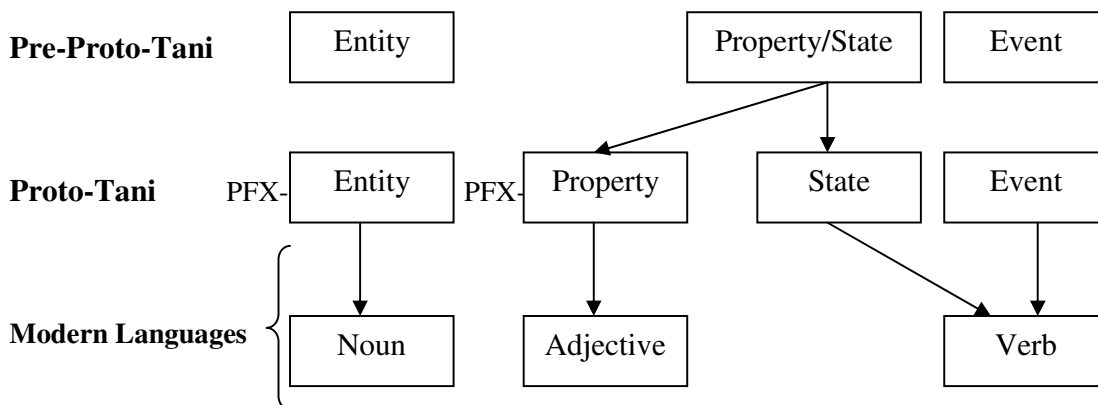 Pre-Proto-Tani Entity Property/State Event
Proto-Tani PFX- Entity PFX- Property State Event
Modern Languages Noun Adjective Verb